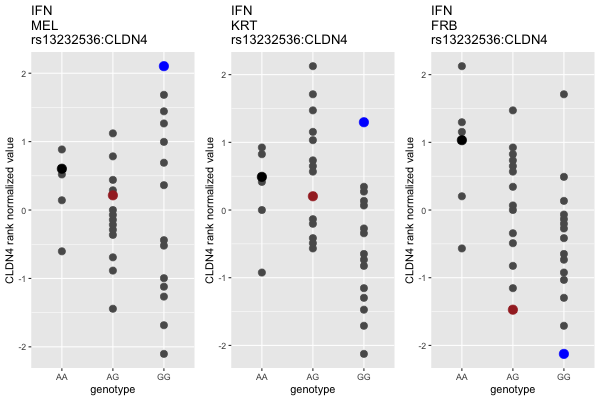 IFN
MEL
rs13232536:CLDN4
CLDN4 rank normalized value
2
1
0
-1
-2
AA
AG
GG
genotype
IFN
KRT
rs13232536:CLDN4
CLDN4 rank normalized value
2
1
0
-1
-2
AA
AG
GG
genotype
IFN
FRB
rs13232536:CLDN4
CLDN4 rank normalized value
2
1
0
-1
-2
AA
AG
GG
genotype